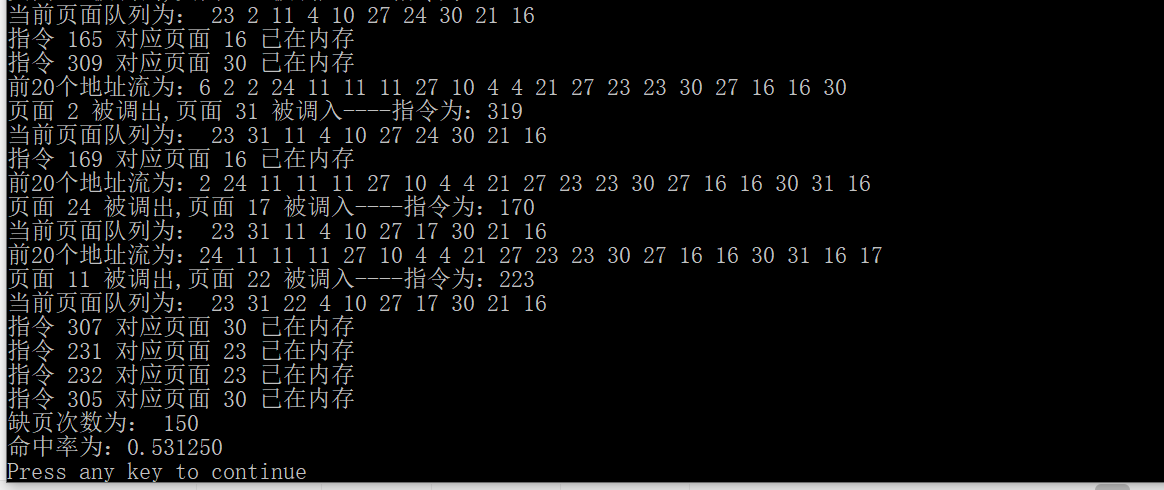 当前页面队列为： 23 2 11 4 10 27 24 30 21 16
指令 165 对应页面 16 已在内存
指令 309 对应页面 30 已在内存
前20个地址流为：6 2 2 24 11 11 11 27 10 4 4 21 27 23 23 30 27 16 16 30
页面 2 被调出,页面 31 被调入----指令为：319
当前页面队列为： 23 31 11 4 10 27 24 30 21 16
指令 169 对应页面 16 已在内存
前20个地址流为：2 24 11 11 11 27 10 4 4 21 27 23 23 30 27 16 16 30 31 16
页面 24 被调出,页面 17 被调入----指令为：170
当前页面队列为： 23 31 11 4 10 27 17 30 21 16
前20个地址流为：24 11 11 11 27 10 4 4 21 27 23 23 30 27 16 16 30 31 16 17
页面 11 被调出,页面 22 被调入----指令为：223
当前页面队列为： 23 31 22 4 10 27 17 30 21 16
指令 307 对应页面 30 已在内存
指令 231 对应页面 23 已在内存
指令 232 对应页面 23 已在内存
指令 305 对应页面 30 已在内存
缺页次数为： 150
命中率为：0.531250
Press any key to continue